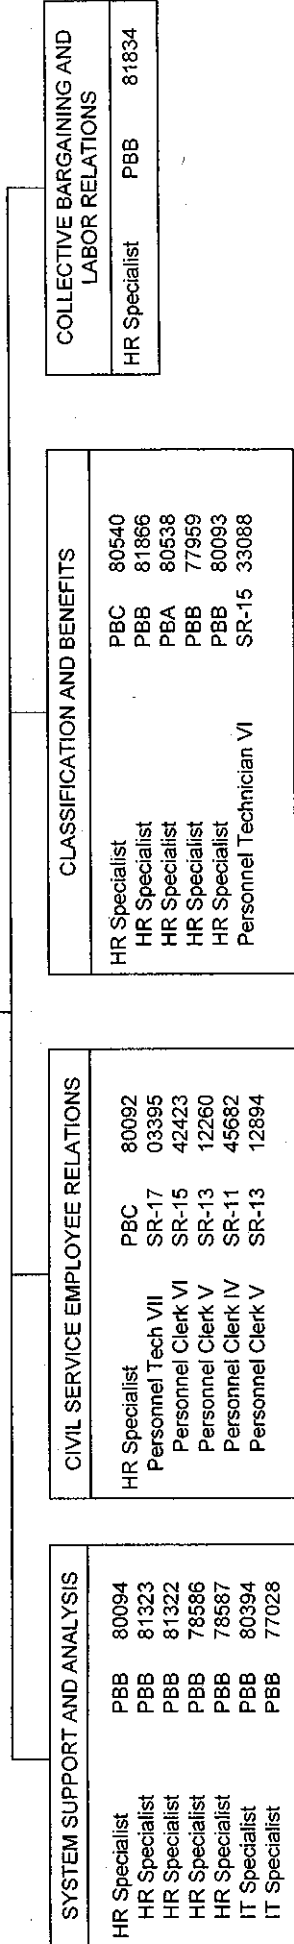 SYSTEM SUPPORT AND ANALYSIS
HR Specialist PBB 80094
HR Specialist PBB 81323
HR Specialist PBB 81322
HR Specialist PBB 78586
HR Specialist PBB 78587
IT Specialist PBB 80394
IT Specialist PBB 77028
CIVIL SERVICE EMPLOYEE RELATIONS
HR Specialist PBC 80092
Personnel Tech VII SR-17 03395
Personnel Clerk VI SR-15 42423
Personnel Clerk V SR-13 12260
Personnel Clerk IV SR-11 45682
Personnel Clerk V SR-13 12894
CLASSIFICATION AND BENEFITS
HR Specialist PBC 80540
HR Specialist PBB 81866
HR Specialist PBA 80538
HR Specialist PBB 77959
HR Specialist PBB 80093
Personnel Technician VI SR-15 33088
COLLECTIVE BARGAINING AND
LABOR RELATIONS
HR Specialist PBB 81834